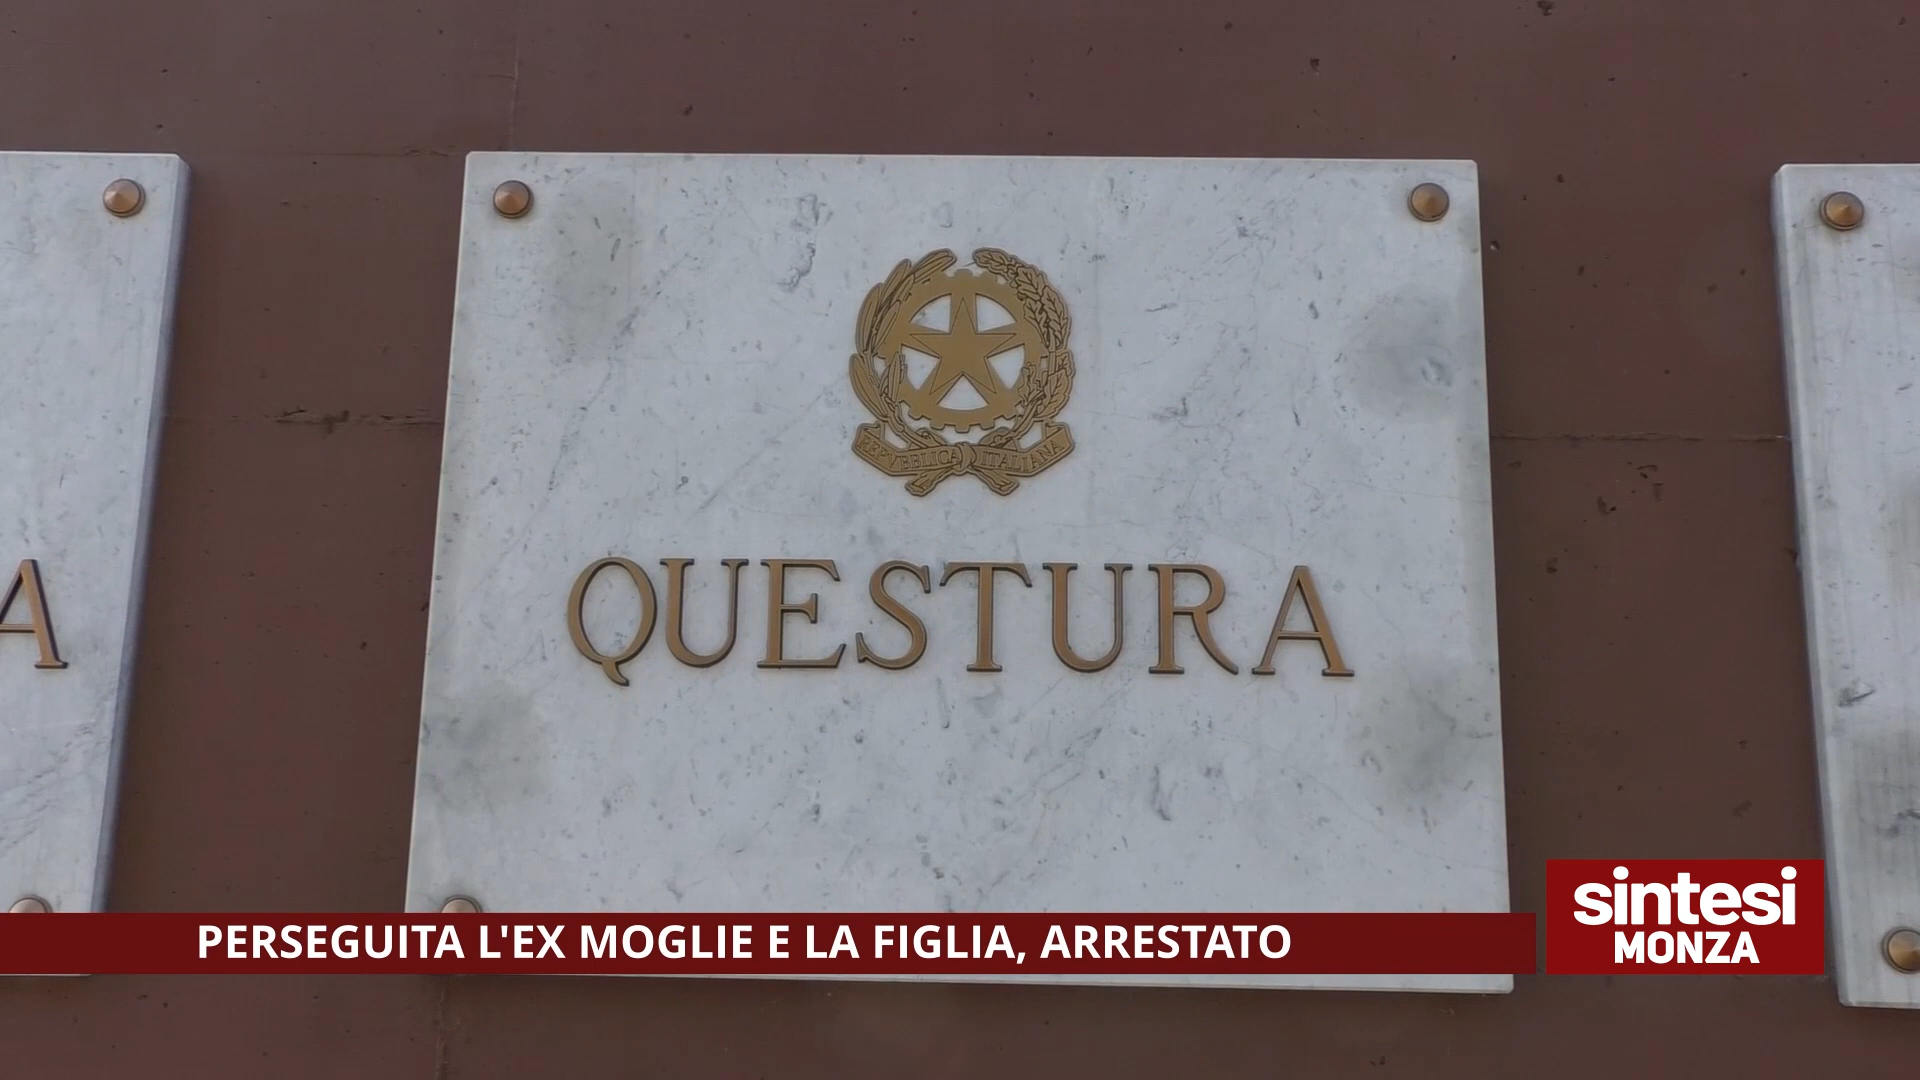 REPVBBLICA ITALIANA
QUESTURA
A
PERSEGUITA L'EX MOGLIE E LA FIGLIA, ARRESTATO
sintesi
MONZA